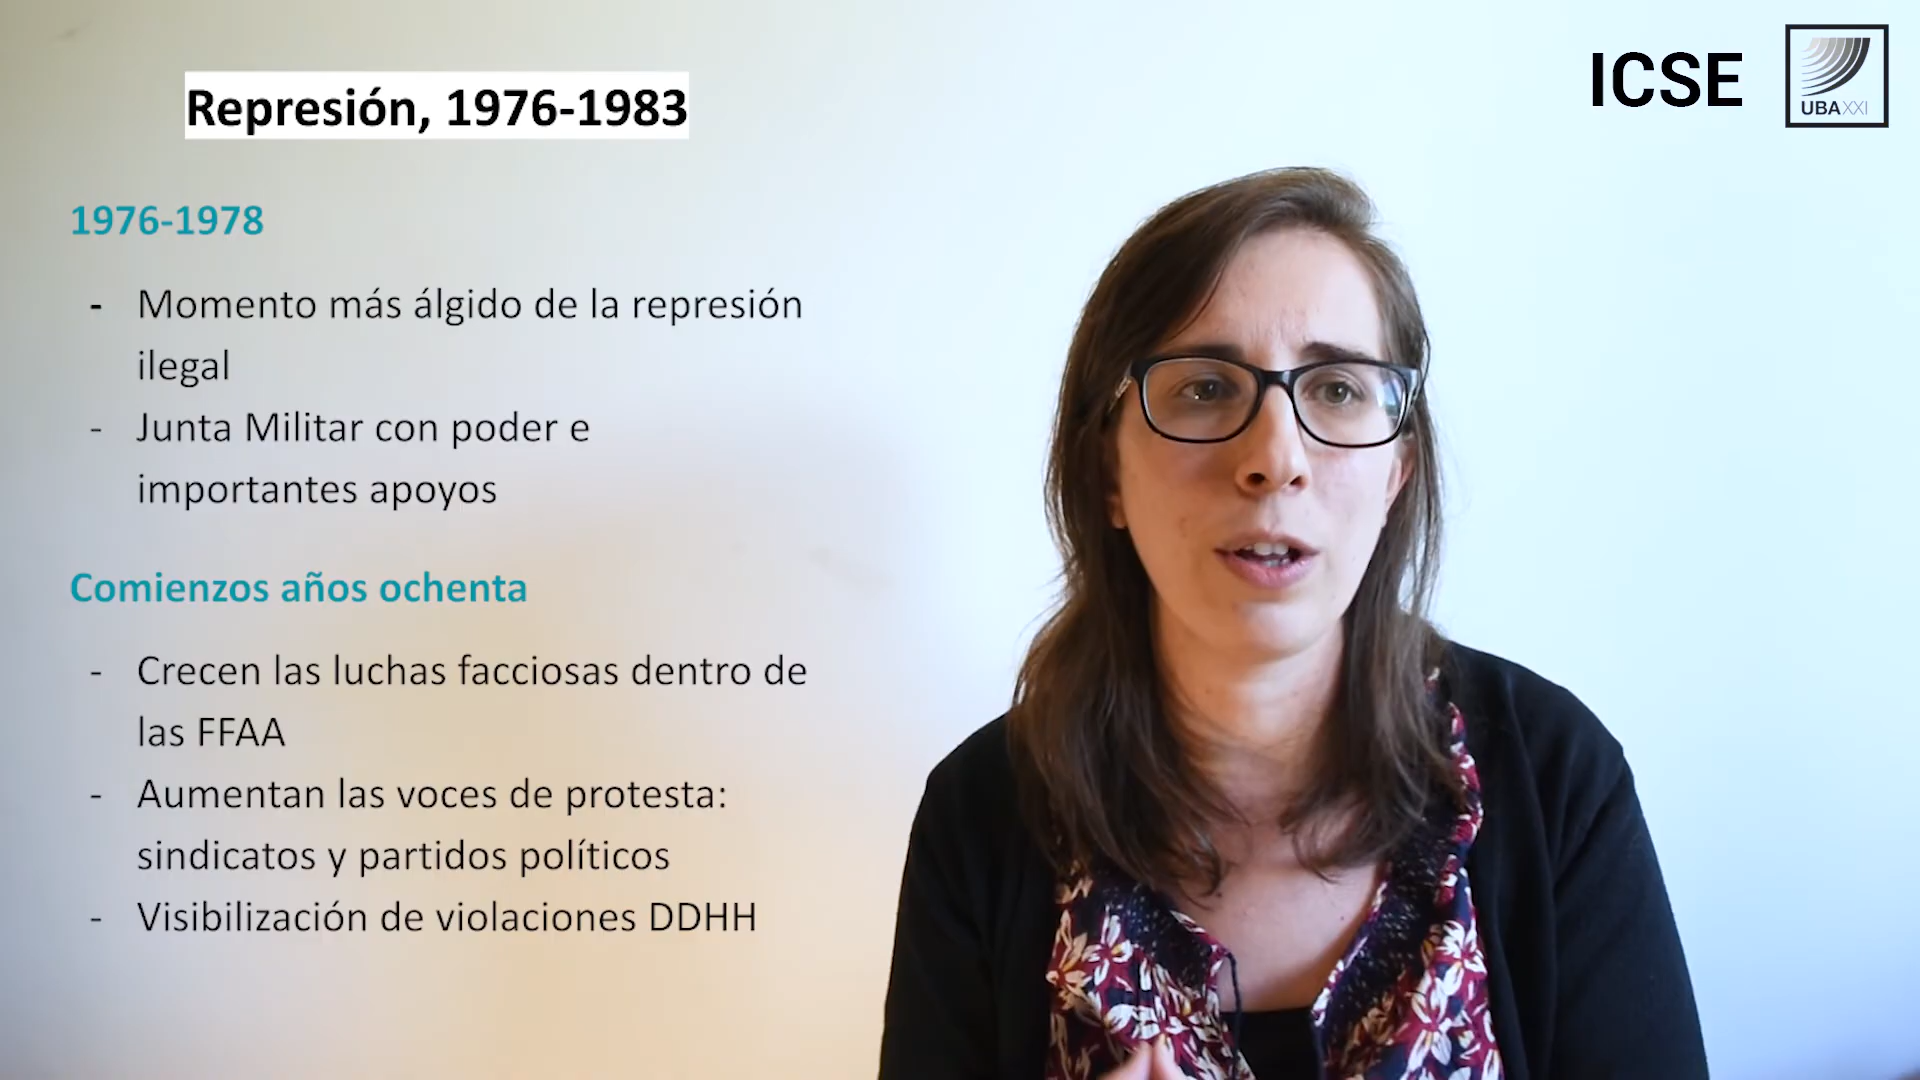 Represión, 1976-1983
ICSE
UBAXXI
1976-1978
- Momento más álgido de la represión
ilegal
- Junta Militar con poder e
importantes apoyos
Comienzos años ochenta
- Crecen las luchas facciosas dentro de
las FFAA
- Aumentan las voces de protesta:
sindicatos y partidos políticos
- Visibilización de violaciones DDHH